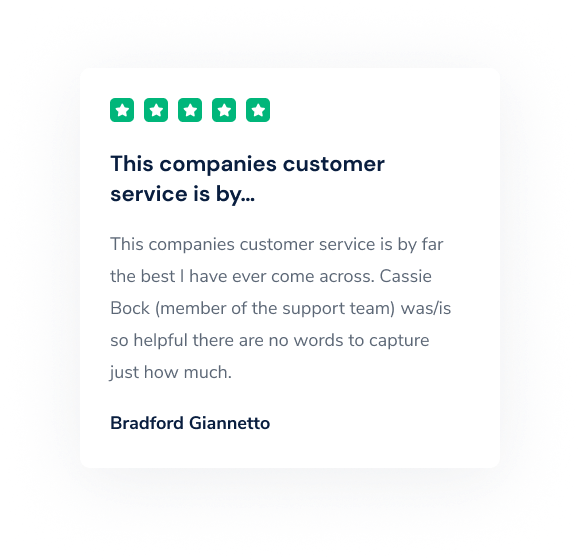 This companies customer
service is by...
This companies customer service is by far
the best I have ever come across. Cassie
Bock (member of the support team) was/is
so helpful there are no words to capture
just how much.
Bradford Giannetto